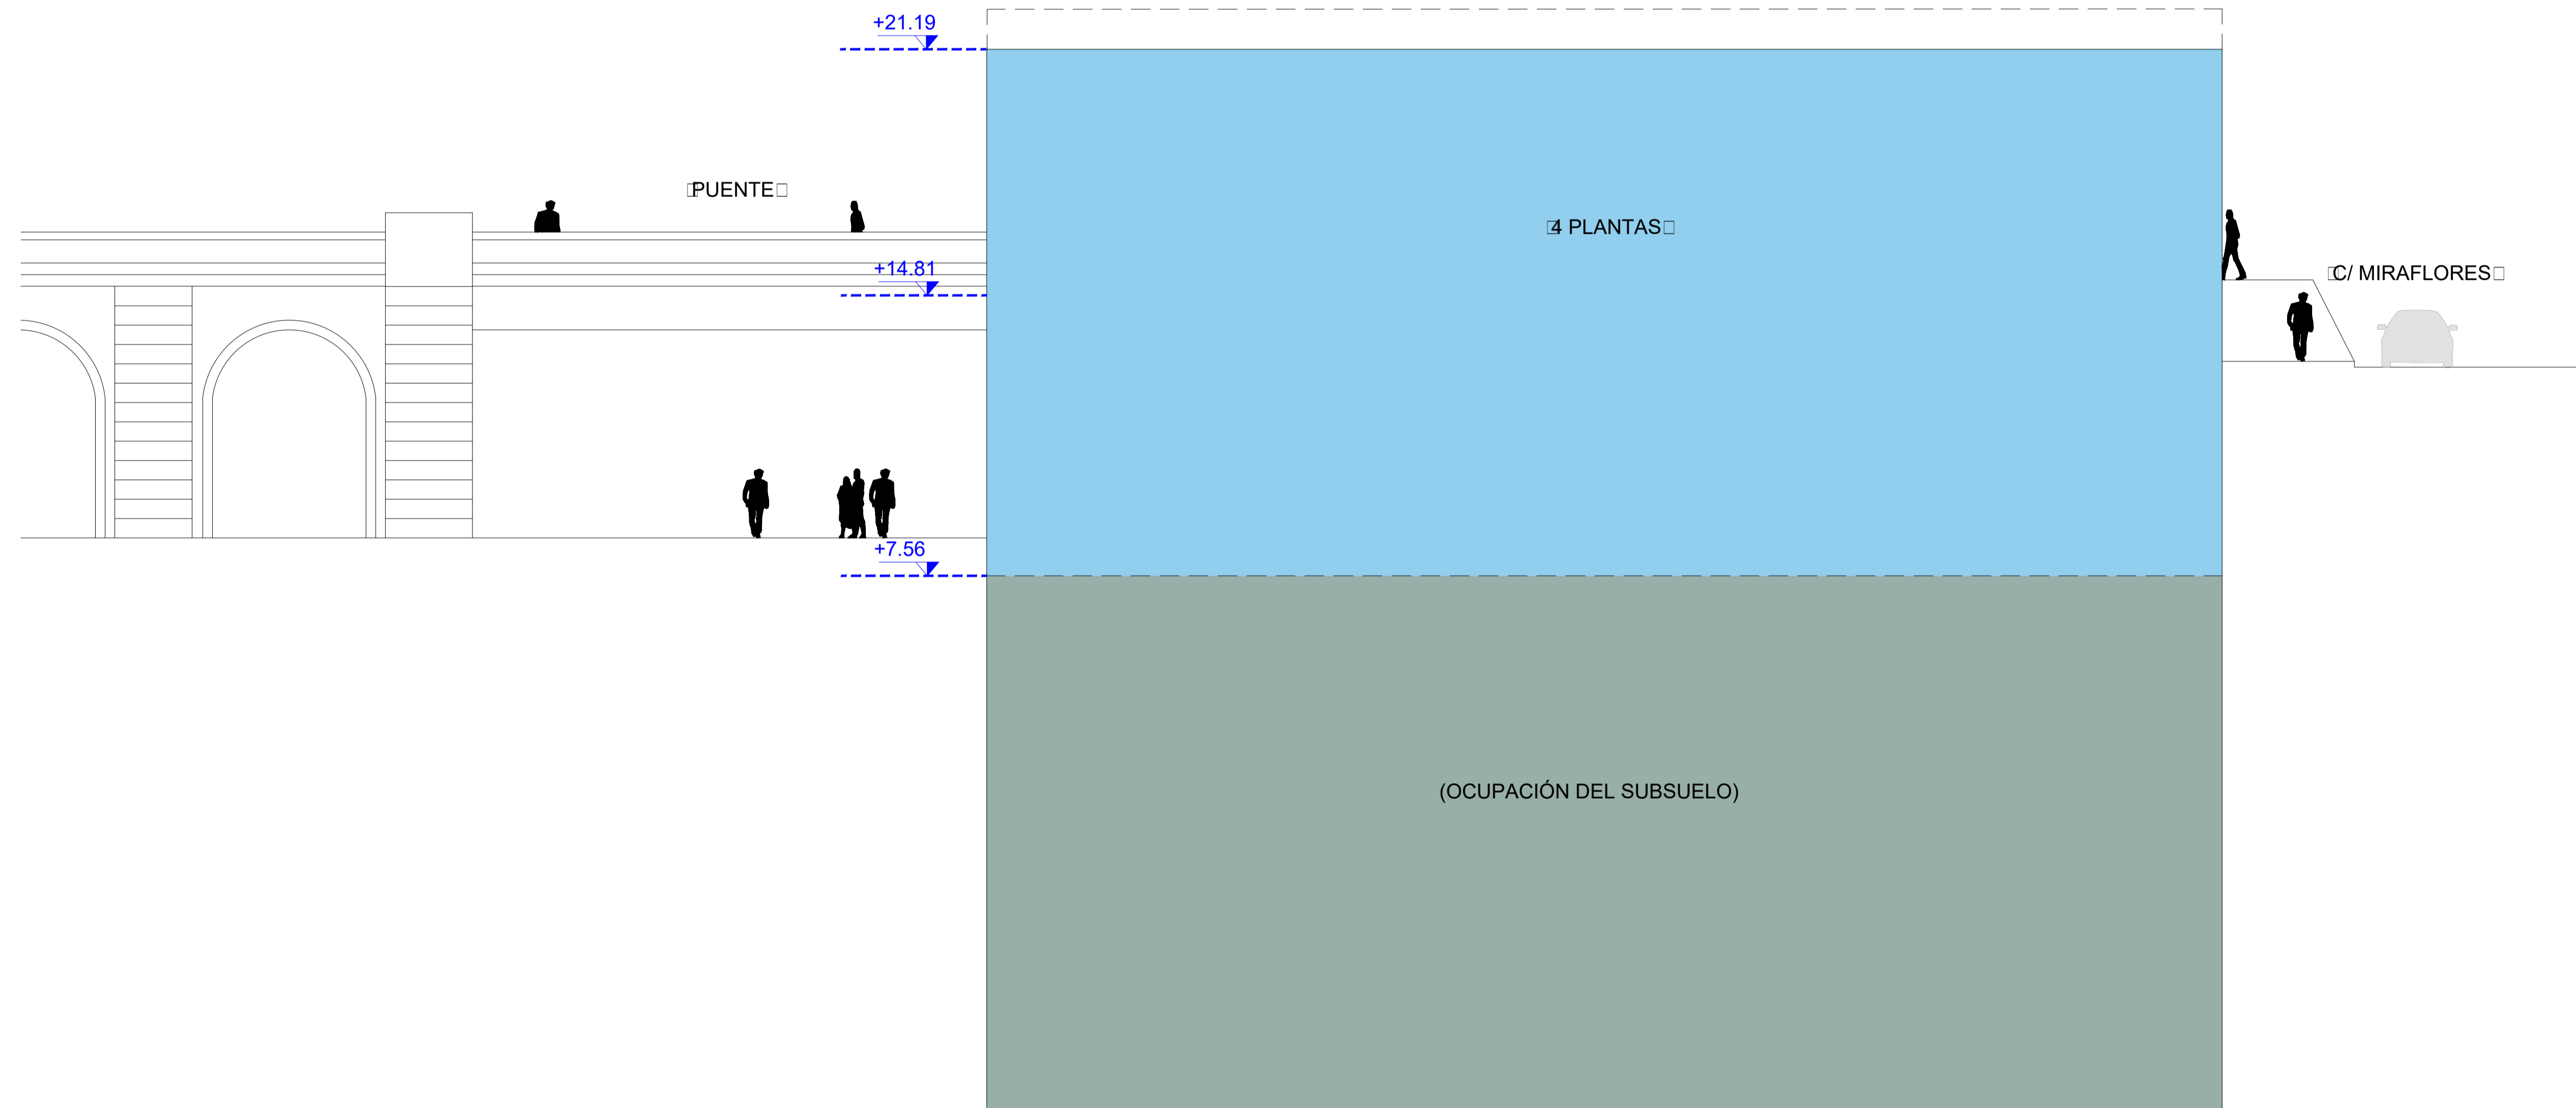 +21.19
PUENTE
4 PLANTAS
+14.81
C/ MIRAFLORES
+7.56
(OCUPACIÓN DEL SUBSUELO)